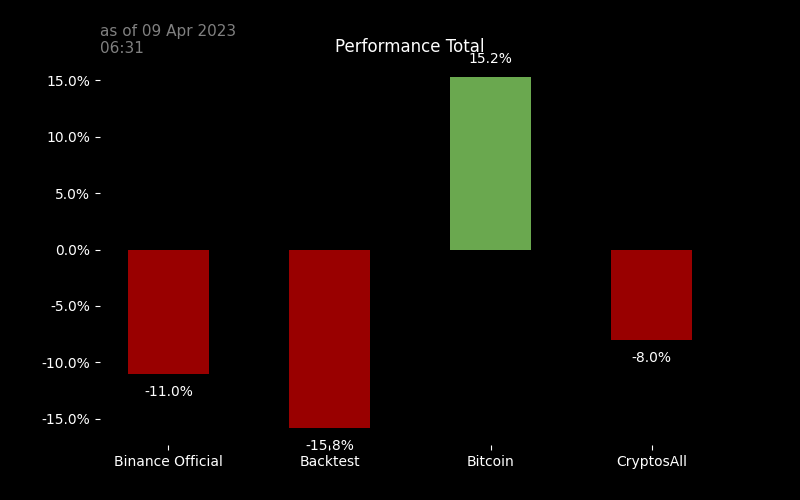 as of 09 Apr 2023
06:31
Performance Total
15.2%
15.0%
10.0%
5.0%
0.0%
-5.0%
-10.0%
-15.0%
-11.0%
-15.8%
-8.0%
Binance Official
Backtest
Bitcoin
CryptosAll